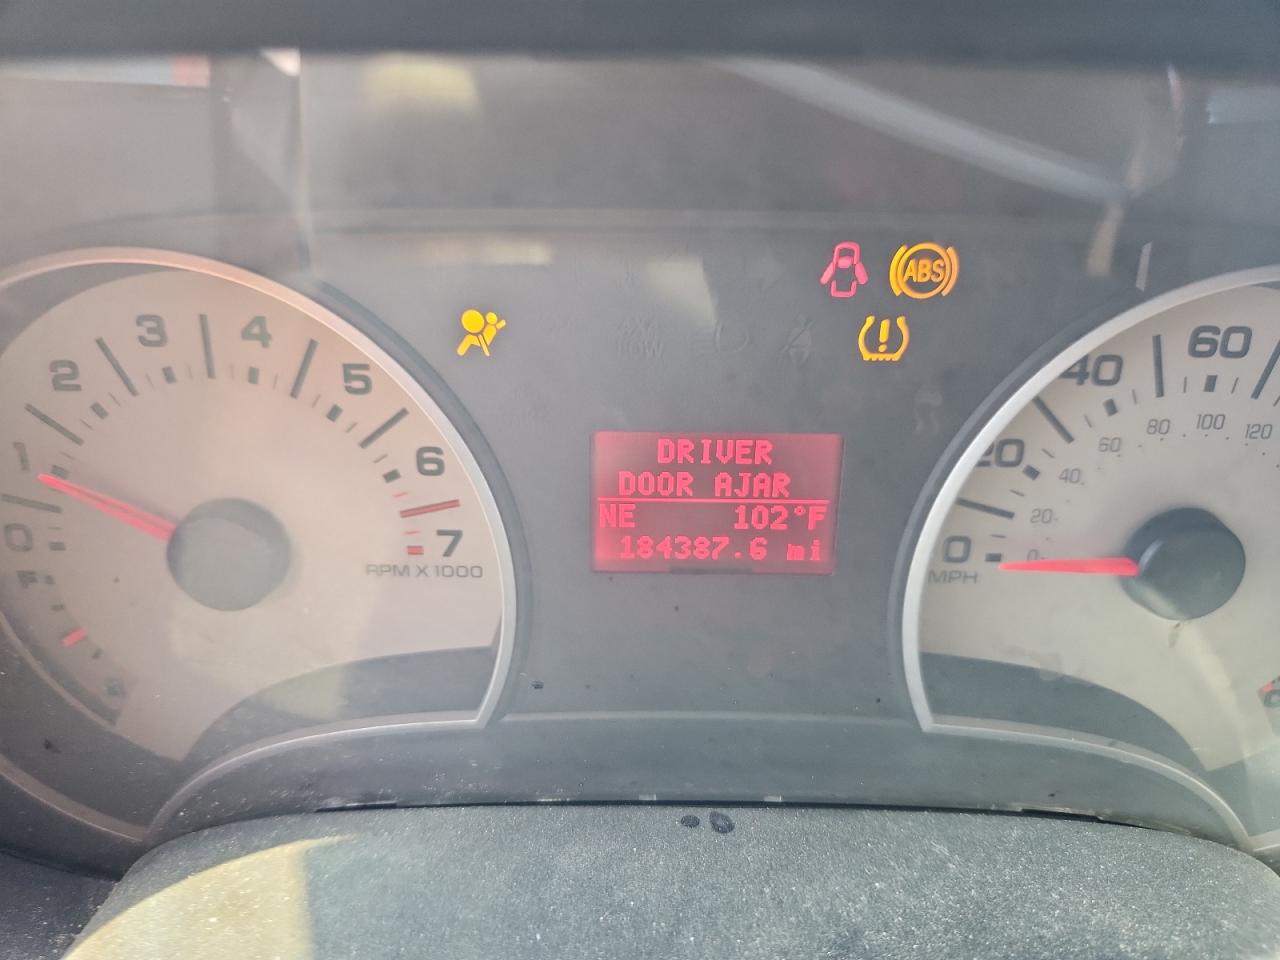 ABS
4X4
LOW
DRIVER
DOOR AJAR
NE 102°F
184387.6 mi
0 1 2 3 4 5 6 7
RPM X 1000
F
0 20 40 60
0 20 40 60 80 100 120
MPH